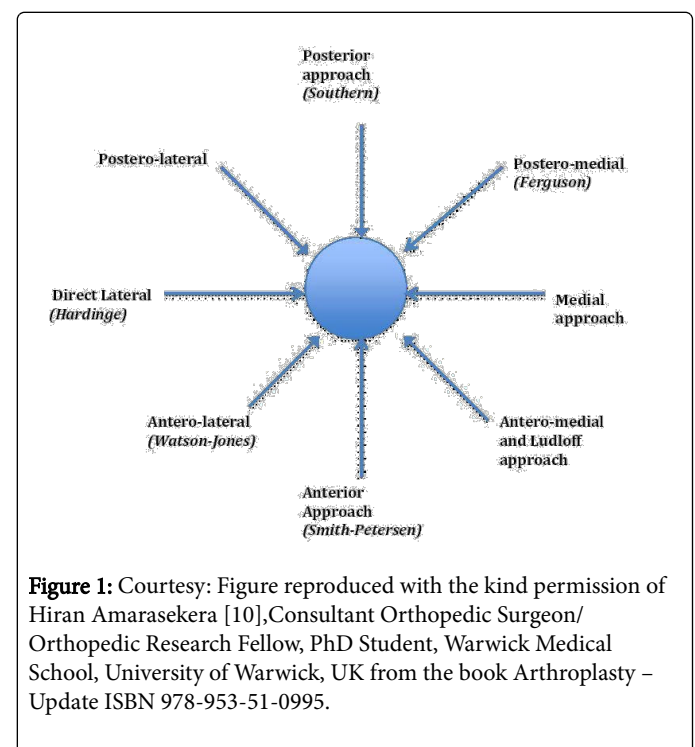 Posterior
approach
(Southern)
Postero-lateral
Postero-medial
(Ferguson)
Direct Lateral
(Hardinge)
Medial
approach
Antero-lateral
(Watson-Jones)
Antero-medial
and Ludloff
approach
Anterior
Approach
(Smith-Petersen)
Figure 1: Courtesy: Figure reproduced with the kind permission of
Hiran Amarasekera [10],Consultant Orthopedic Surgeon/
Orthopedic Research Fellow, PhD Student, Warwick Medical
School, University of Warwick, UK from the book Arthroplasty –
Update ISBN 978-953-51-0995.